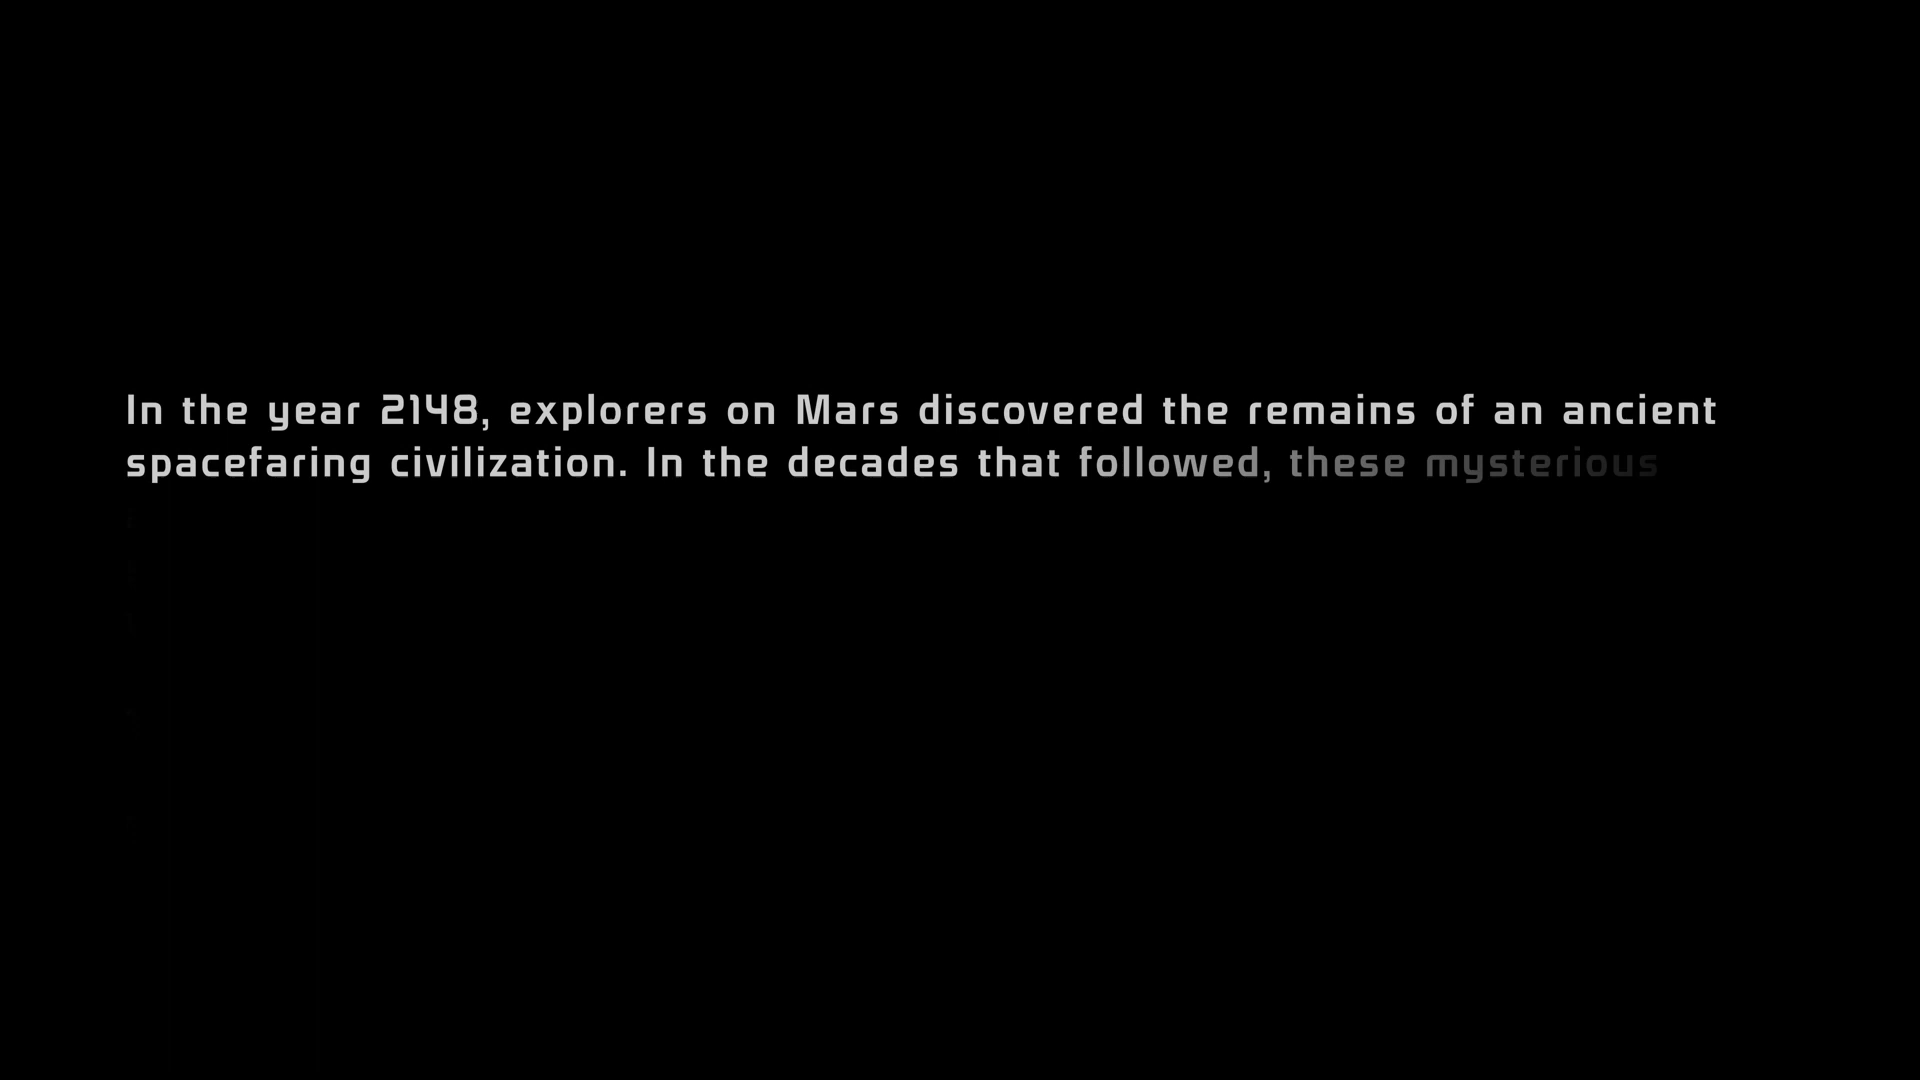 In the year 2148, explorers on Mars discovered the remains of an ancient
spacefaring civilization. In the decades that followed, these mysterious